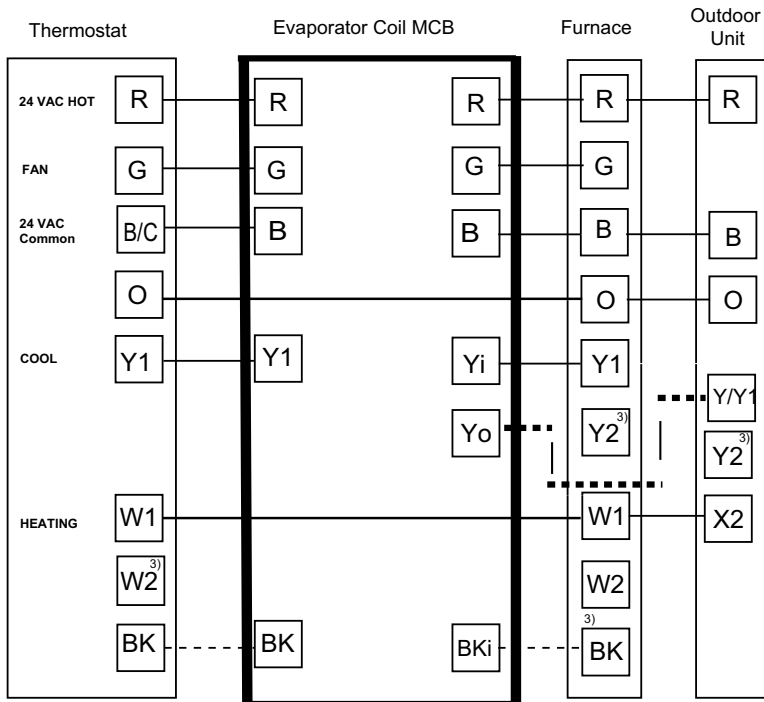 Thermostat Evaporator Coil MCB Furnace Outdoor
Unit
24 VAC HOT R R R R R
FAN G G G G
24 VAC
Common B/C B B B B
O O O
COOL Y1 Y1 Yi Y1
Y/Y1
Yo Y2 3)
Y2 3)
HEATING W1 W1 X2
W2 3) W2
3)
BK BK BKi BK